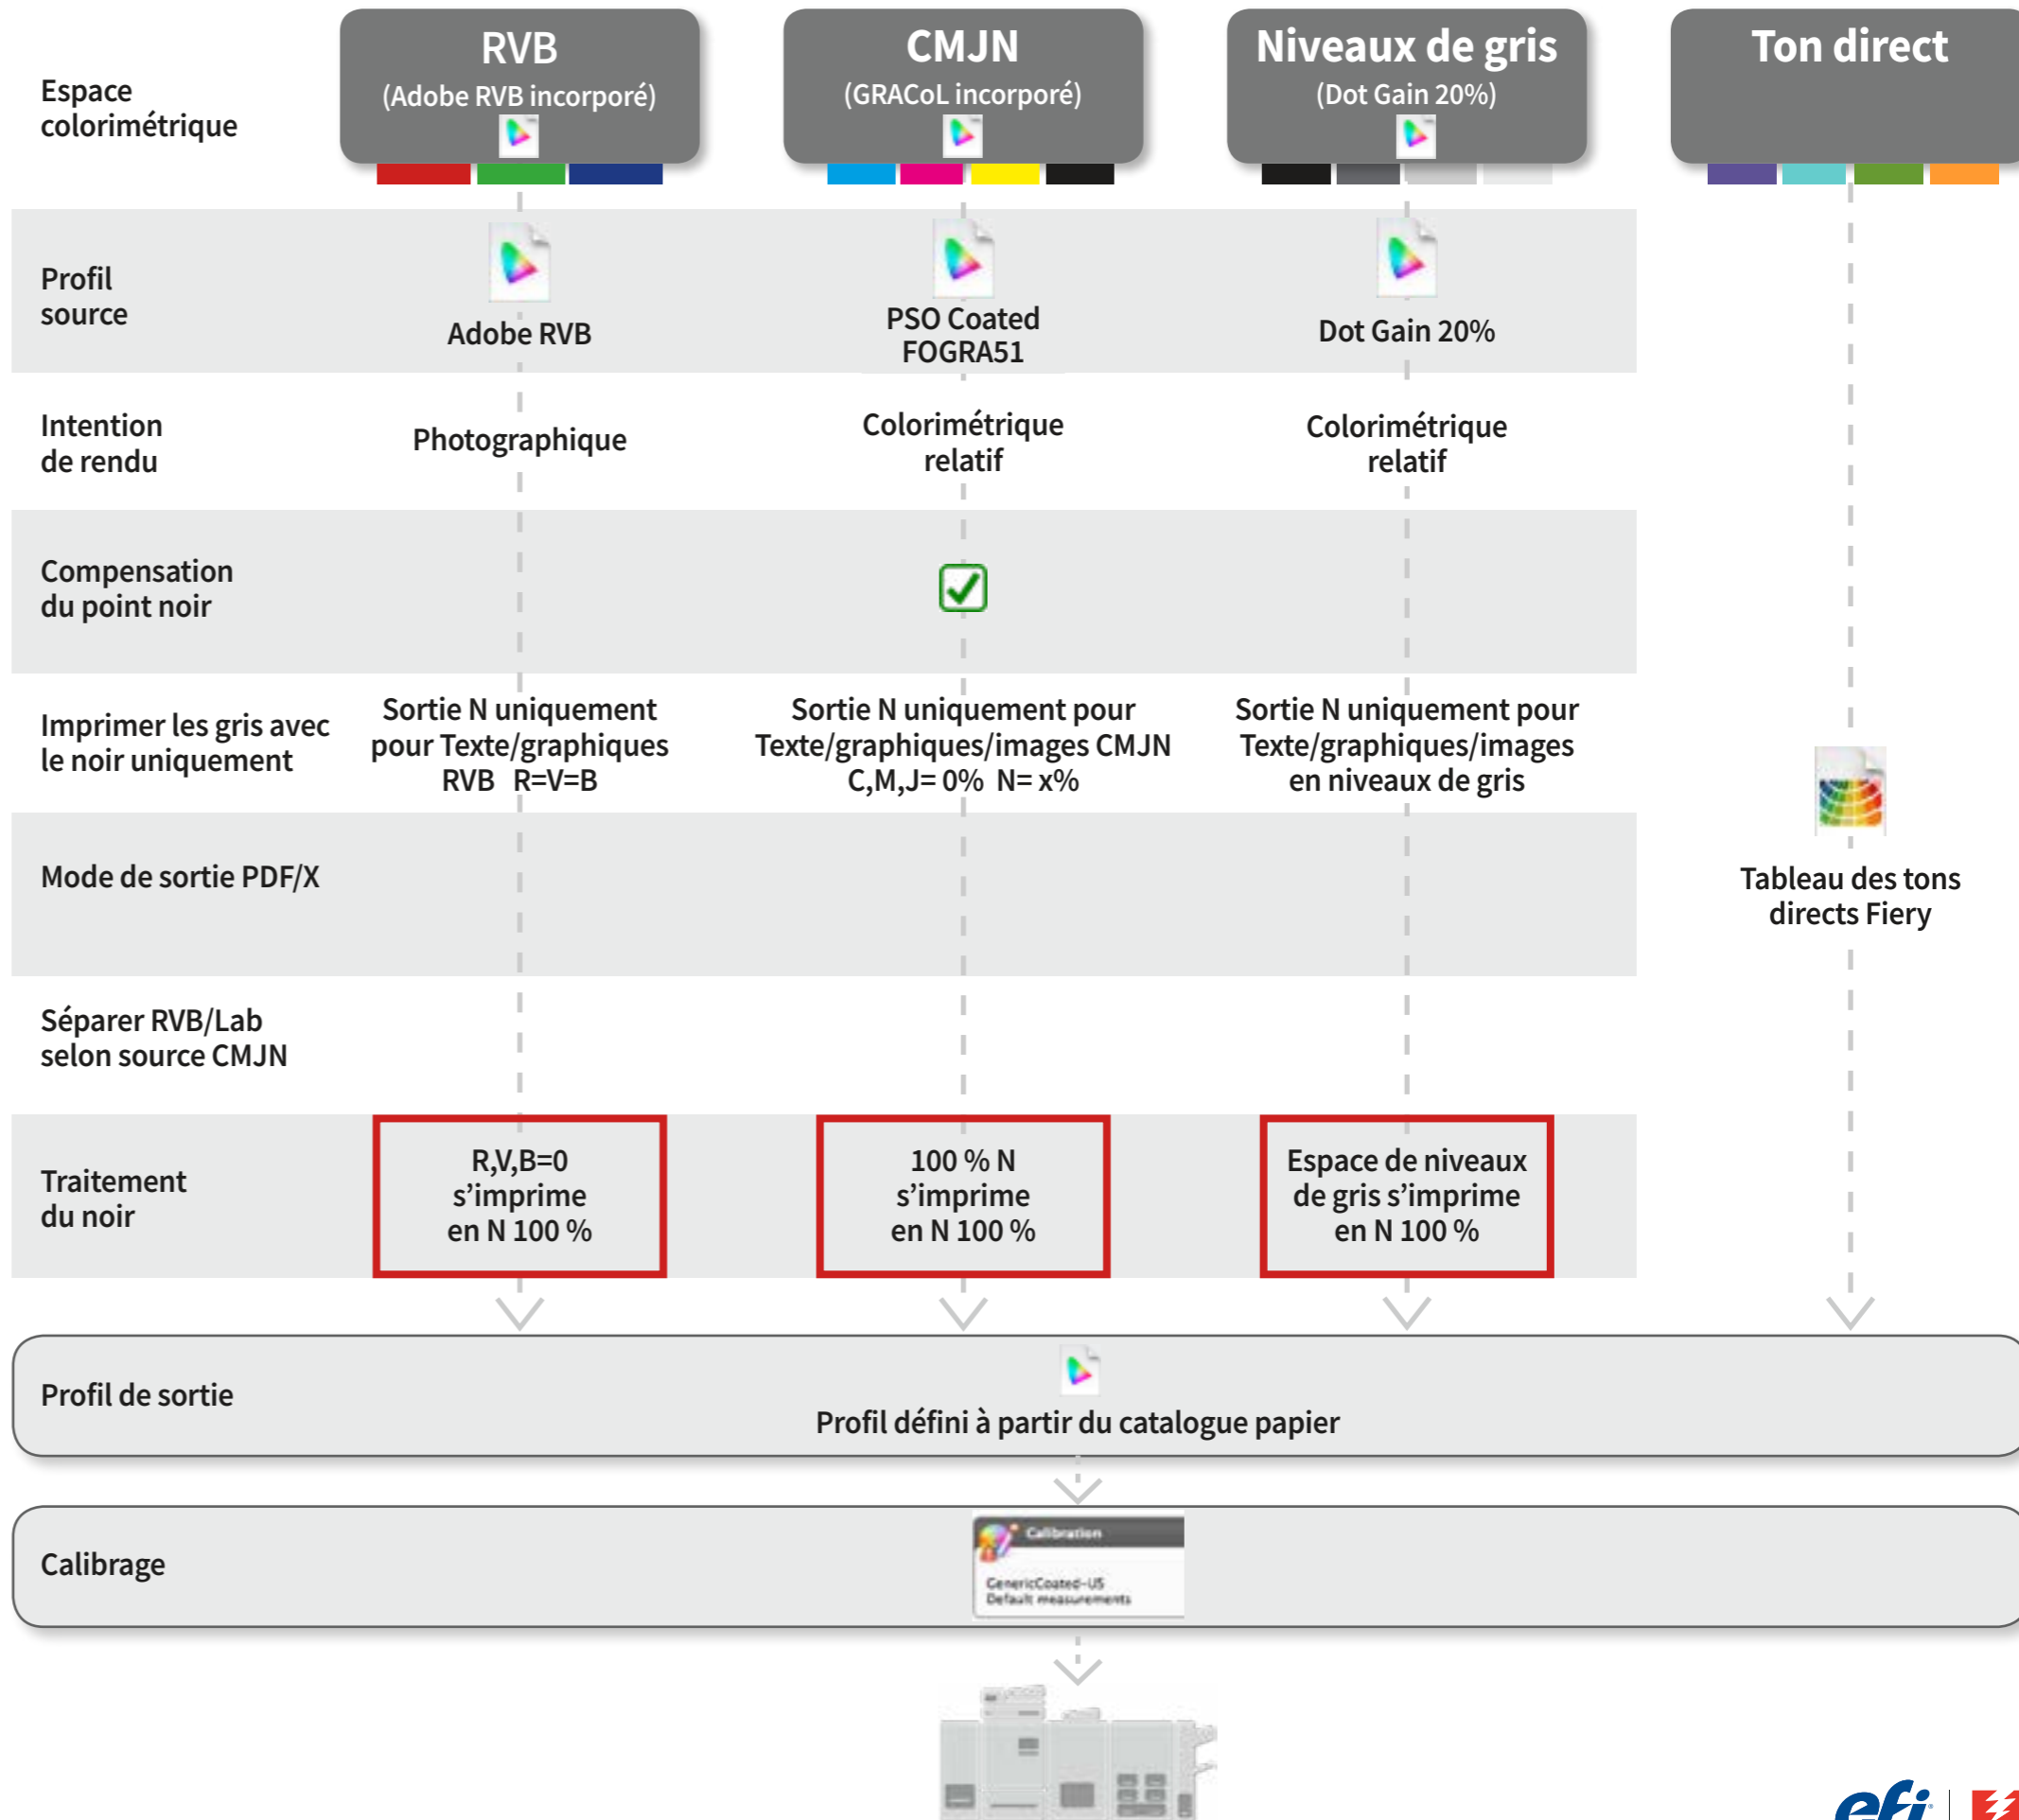 RVB
(Adobe RVB incorporé)
CMJN
(GRACoL incorporé)
Niveaux de gris
(Dot Gain 20%)
Ton direct
Espace
colorimétrique
Profil
source
Adobe RVB
PSO Coated
FOGRA51
Dot Gain 20%
Intention
de rendu
Photographique
Colorimétrique
relatif
Colorimétrique
relatif
Compensation
du point noir
Imprimer les gris avec
le noir uniquement
Sortie N uniquement
pour Texte/graphiques
RVB R=V=B
Sortie N uniquement pour
Texte/graphiques/images CMJN
C,M,J= 0% N= x%
Sortie N uniquement pour
Texte/graphiques/images
en niveaux de gris
Mode de sortie PDF/X
Tableau des tons
directs Fiery
Séparer RVB/Lab
selon source CMJN
Traitement
du noir
R,V,B=0
s’imprime
en N 100 %
100 % N
s’imprime
en N 100 %
Espace de niveaux
de gris s’imprime
en N 100 %
Profil de sortie
Profil défini à partir du catalogue papier
Calibrage
Calibration
GenericCoated-US
Default measurements
efi